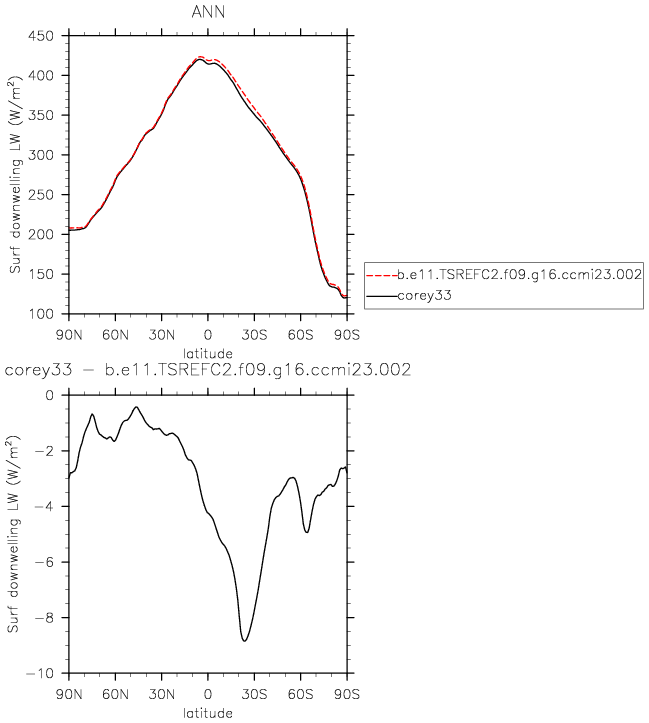 ANN
450
400
350
300
250
200
150
100
Surf downwelling LW (W/m²)
90N 60N 30N 0 30S 60S 90S
latitude
b.e11.TSREFC2.f09.g16.ccmi23.002
corey33
corey33 − b.e11.TSREFC2.f09.g16.ccmi23.002
0
−2
−4
−6
−8
−10
Surf downwelling LW (W/m²)
90N 60N 30N 0 30S 60S 90S
latitude